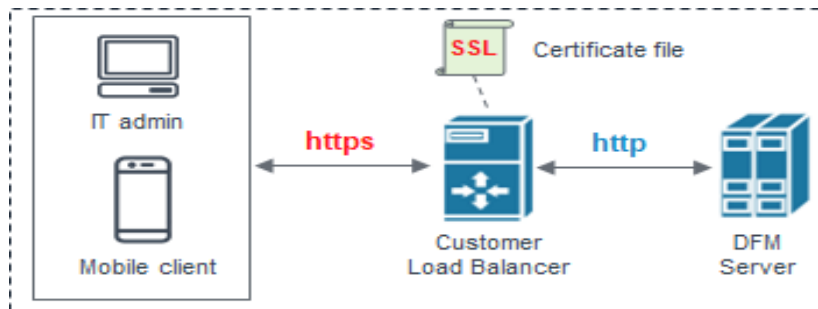 SSL
Certificate file
IT admin
https
http
Mobile client
Customer
Load Balancer
DFM
Server